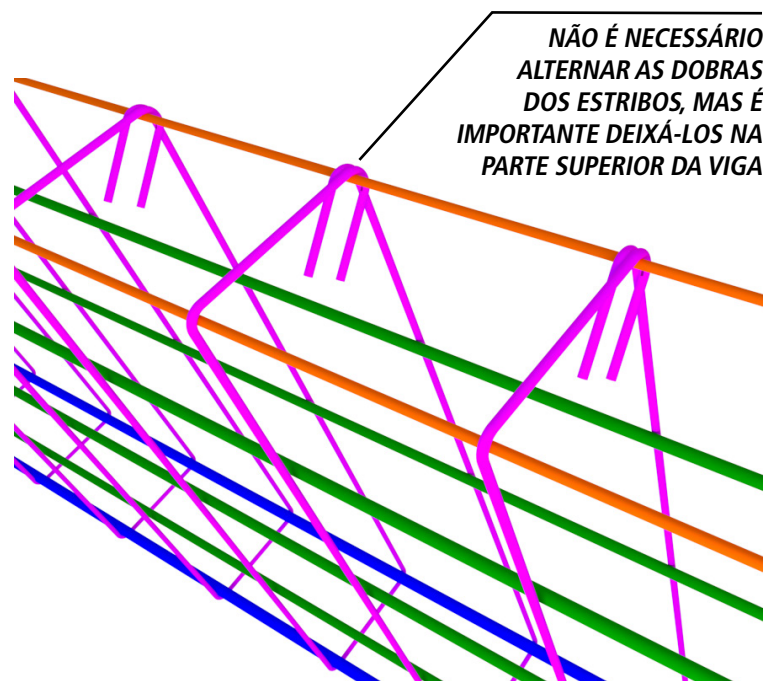 NÃO É NECESSÁRIO
ALTERNAR AS DOBRAS
DOS ESTRIBOS, MAS É
IMPORTANTE DEIXÁ-LOS NA
PARTE SUPERIOR DA VIGA